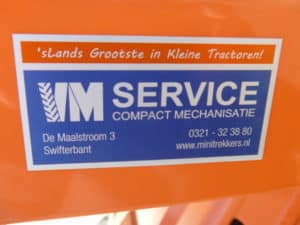 'sLands Grootste in Kleine Tractoren!
VM SERVICE
COMPACT MECHANISATIE
De Maalstroom 3
Swifterbant
0321 - 32 38 80
www.minitrekkers.nl